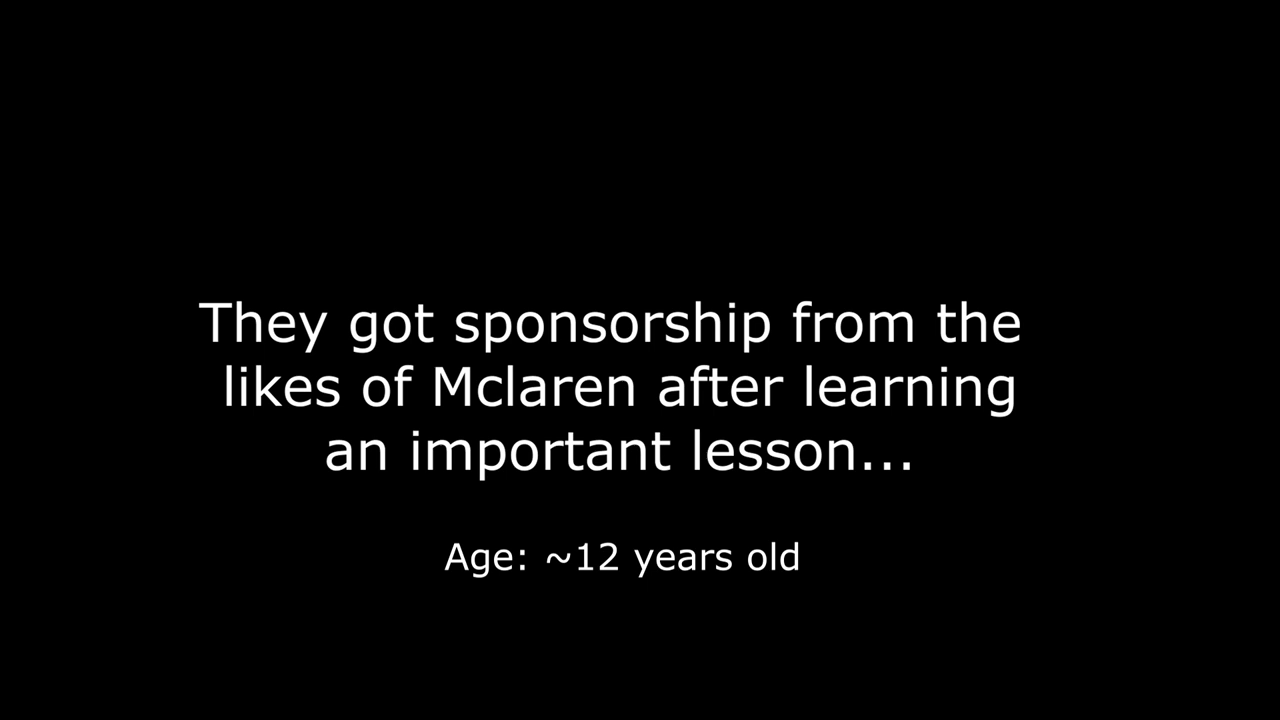 They got sponsorship from the
likes of Mclaren after learning
an important lesson...
Age: ~12 years old